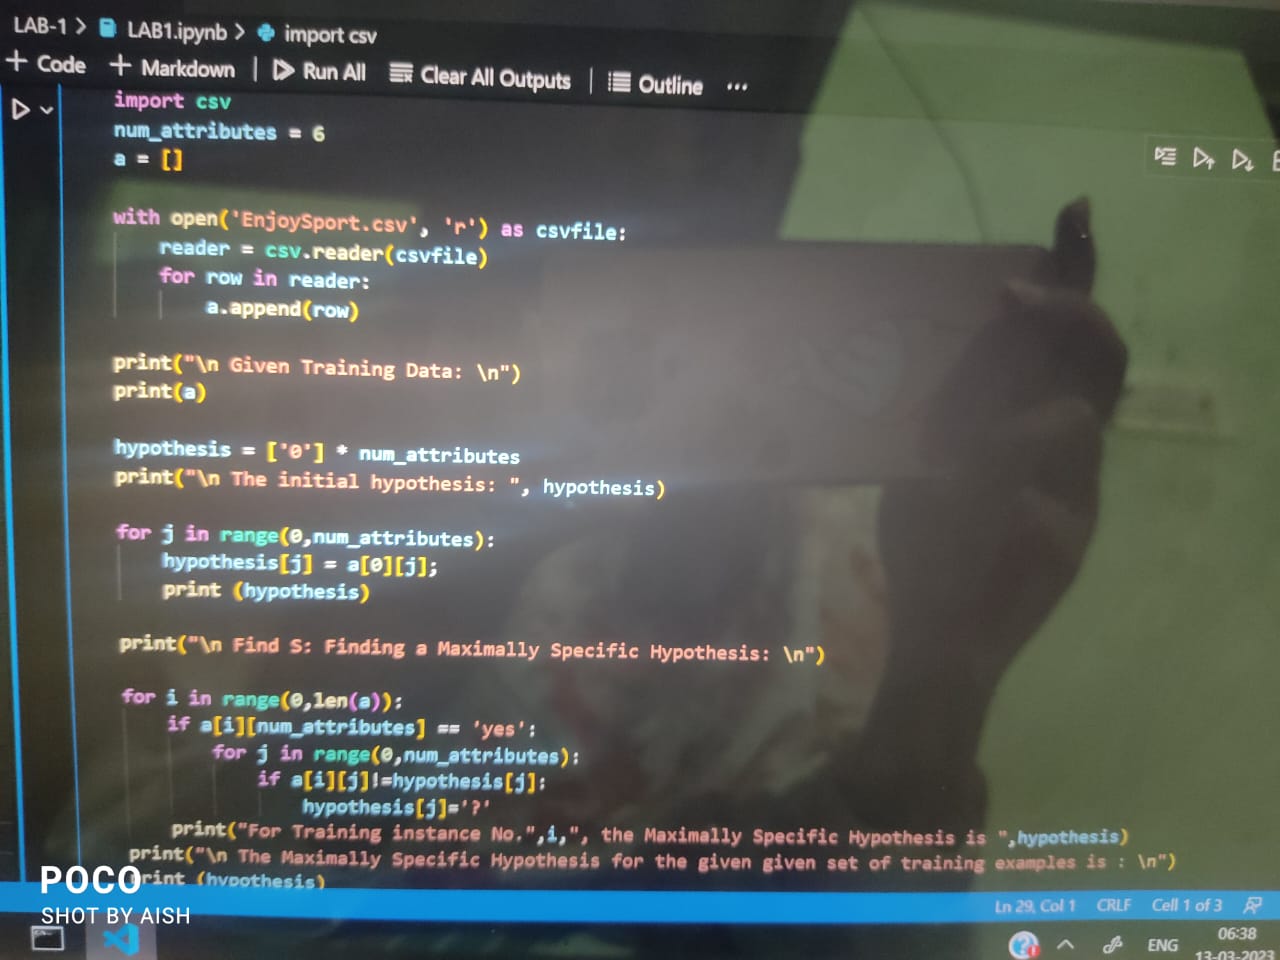 LAB-1 > LAB1.ipynb > import csv
+ Code + Markdown | Run All Clear All Outputs | Outline ...
import csv
num_attributes = 6
a = []
with open('EnjoySport.csv', 'r') as csvfile:
    reader = csv.reader(csvfile)
    for row in reader:
        a.append(row)
print("\n Given Training Data: \n")
print(a)
hypothesis = ['0'] * num_attributes
print("\n The initial hypothesis: ", hypothesis)
for j in range(0,num_attributes):
    hypothesis[j] = a[0][j];
    print (hypothesis)
print("\n Find S: Finding a Maximally Specific Hypothesis: \n")
for i in range(0,len(a)):
    if a[i][num_attributes] == 'yes':
        for j in range(0,num_attributes):
            if a[i][j]!=hypothesis[j]:
                hypothesis[j]='?'
    print("For Training instance No.",i,", the Maximally Specific Hypothesis is ",hypothesis)
print("\n The Maximally Specific Hypothesis for the given given set of training examples is : \n")
print (hypothesis)
POCO
SHOT BY AISH
Ln 29, Col 1 CRLF Cell 1 of 3
ENG
06:38
13-03-2023